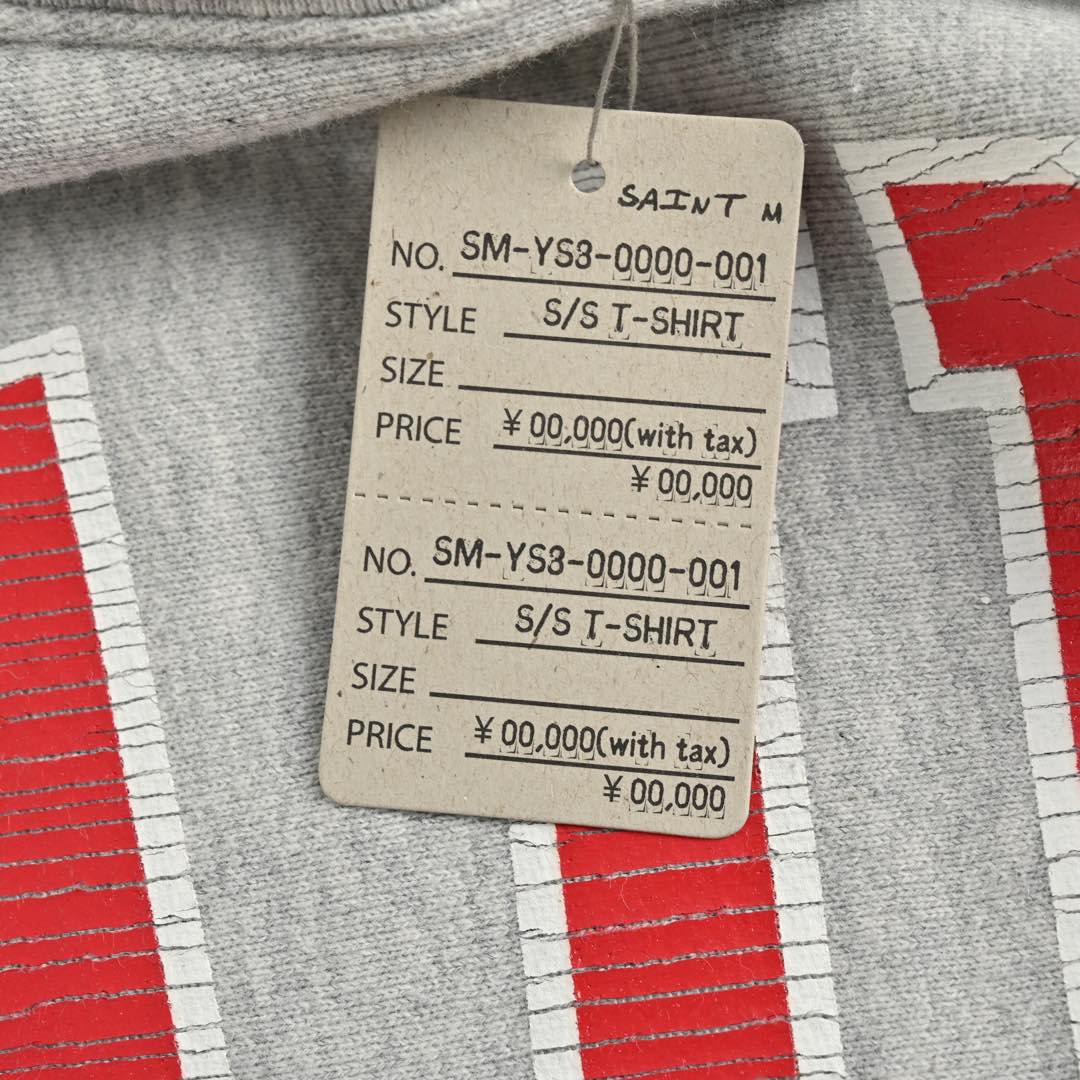 SAINT M
NO. SM-YS3-0000-001
STYLE S/S T-SHIRT
SIZE
PRICE ¥00,000(with tax)
¥00,000
NO. SM-YS3-0000-001
STYLE S/S T-SHIRT
SIZE
PRICE ¥00,000(with tax)
¥00,000